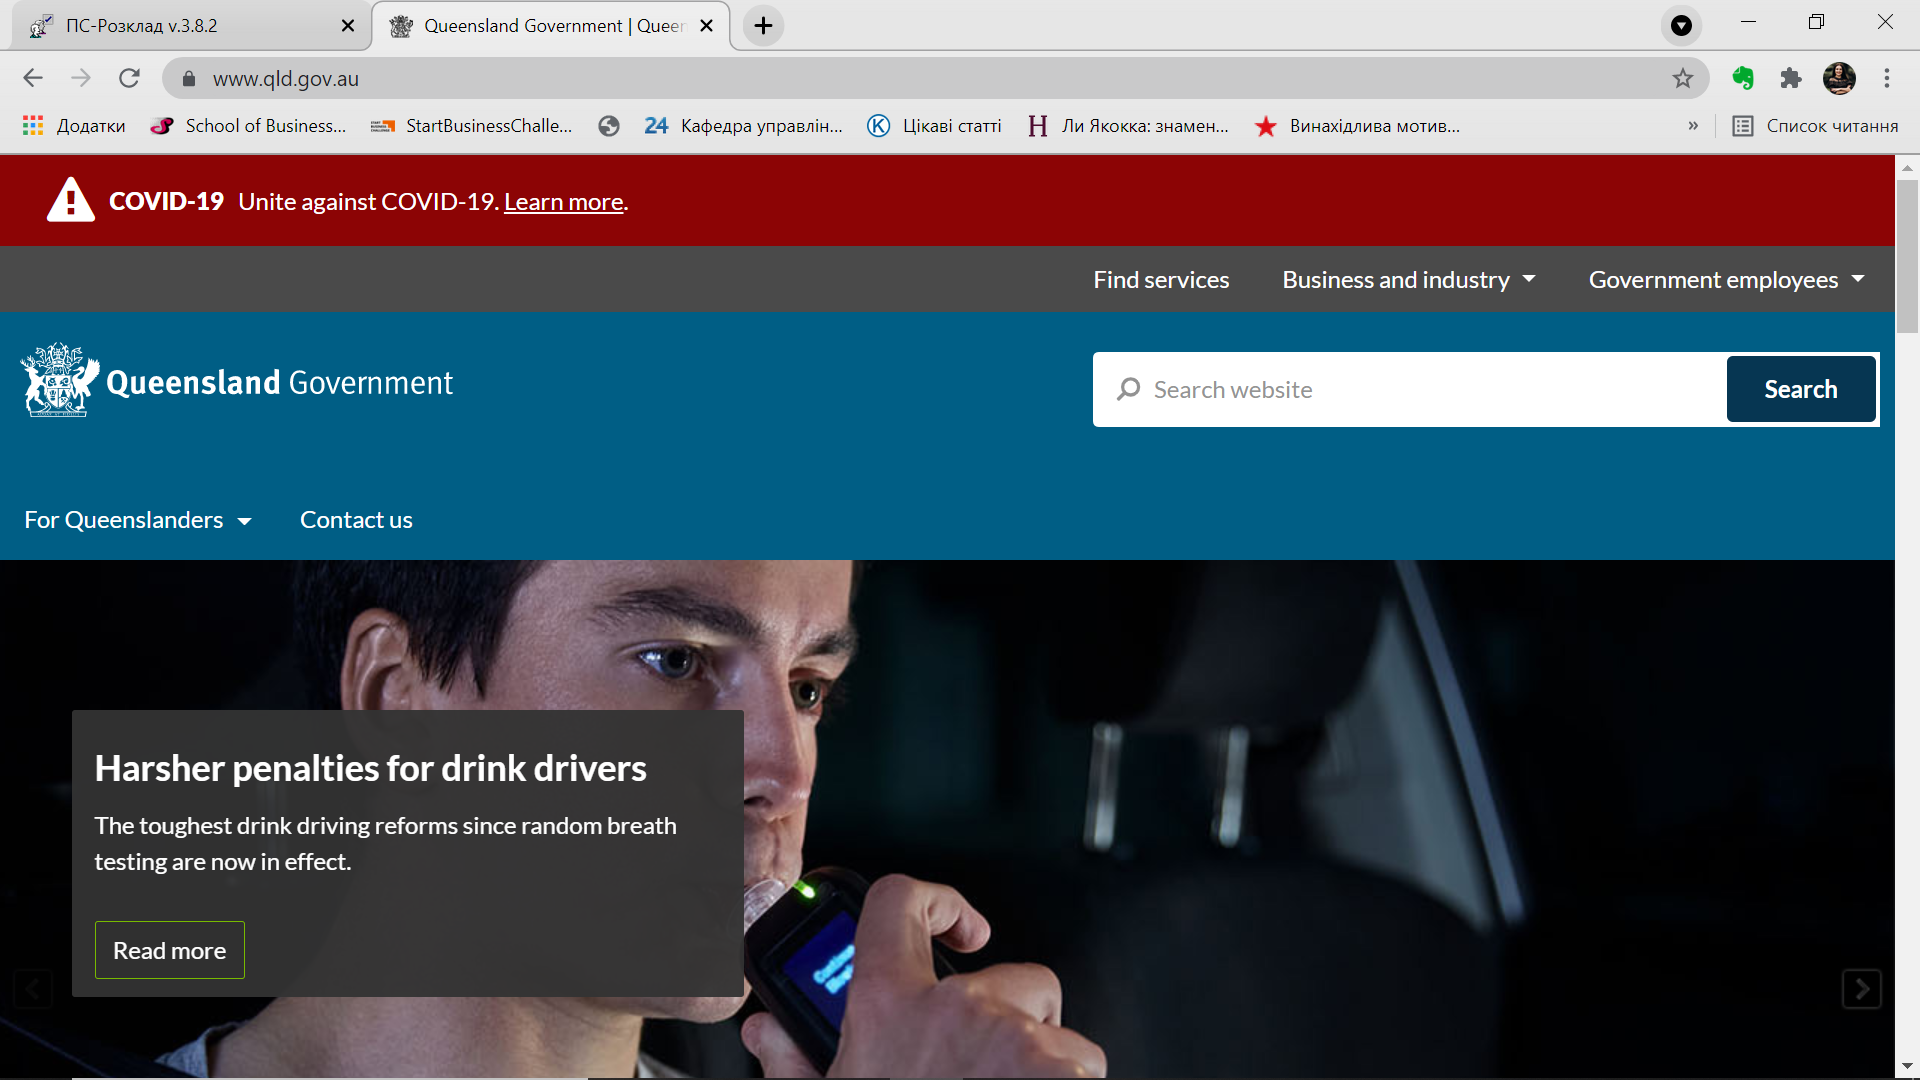 ПС-Розклад v.3.8.2
Queensland Government | Queen
www.qld.gov.au
Додатки
School of Business...
StartBusinessChalle...
24 Кафедра управлін...
K Цікаві статті
H Ли Якокка: знамен...
Винахідлива мотив...
»
Список читання
COVID-19 Unite against COVID-19. Learn more.
Find services Business and industry Government employees
Queensland Government
Search website
Search
For Queenslanders Contact us
Harsher penalties for drink drivers
The toughest drink driving reforms since random breath
testing are now in effect.
Read more